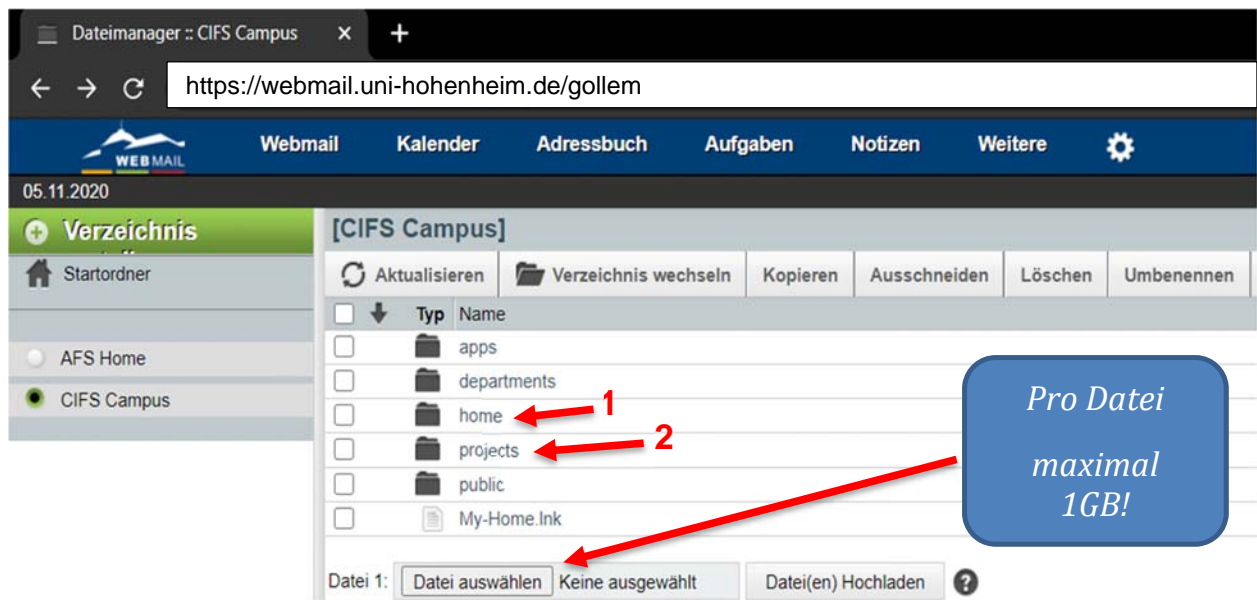 Dateimanager :: CIFS Campus × +
https://webmail.uni-hohenheim.de/gollem
WEBMAIL Webmail Kalender Adressbuch Aufgaben Notizen Weitere
05.11.2020
Verzeichnis
[CIFS Campus]
Startordner
Aktualisieren Verzeichnis wechseln Kopieren Ausschneiden Löschen Umbenennen
Typ Name
apps
AFS Home
departments
CIFS Campus
home 1
projects 2
public
My-Home.lnk
Pro Datei
maximal
1GB!
Datei 1: Datei auswählen Keine ausgewählt Datei(en) Hochladen ?